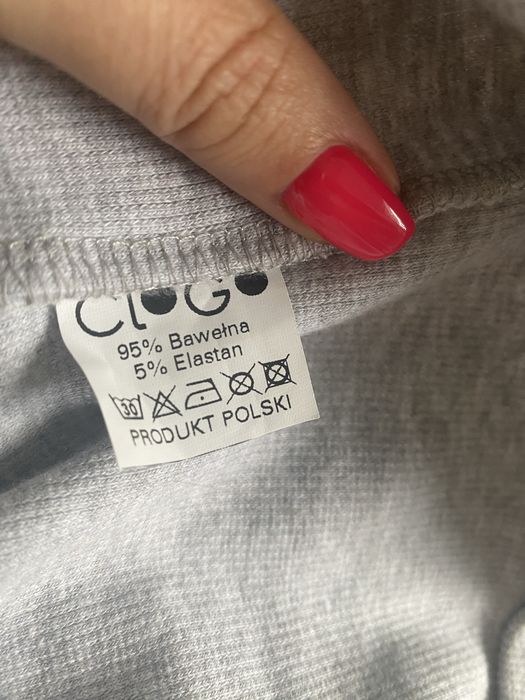 CLOGO
95% Bawełna
5% Elastan
30
PRODUKT POLSKI